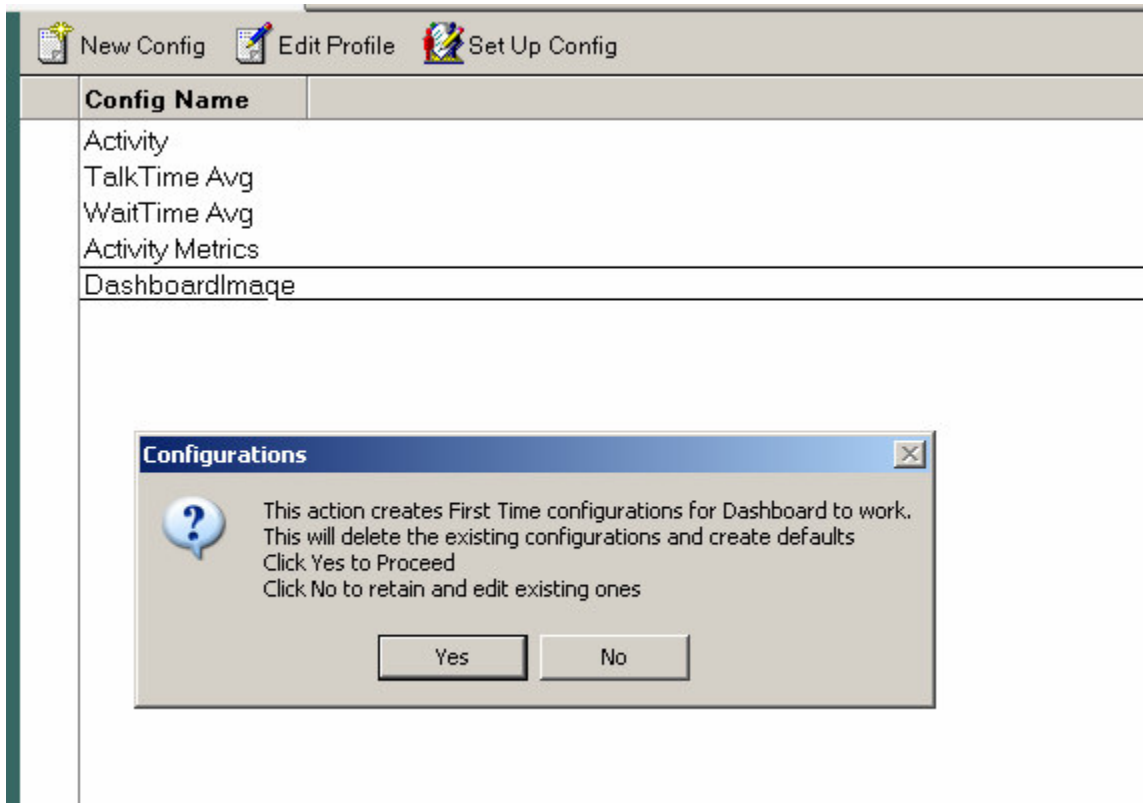 New Config Edit Profile Set Up Config
Config Name
Activity
TalkTime Avg
WaitTime Avg
Activity Metrics
DashboardImage
Configurations
This action creates First Time configurations for Dashboard to work.
This will delete the existing configurations and create defaults
Click Yes to Proceed
Click No to retain and edit existing ones
Yes No